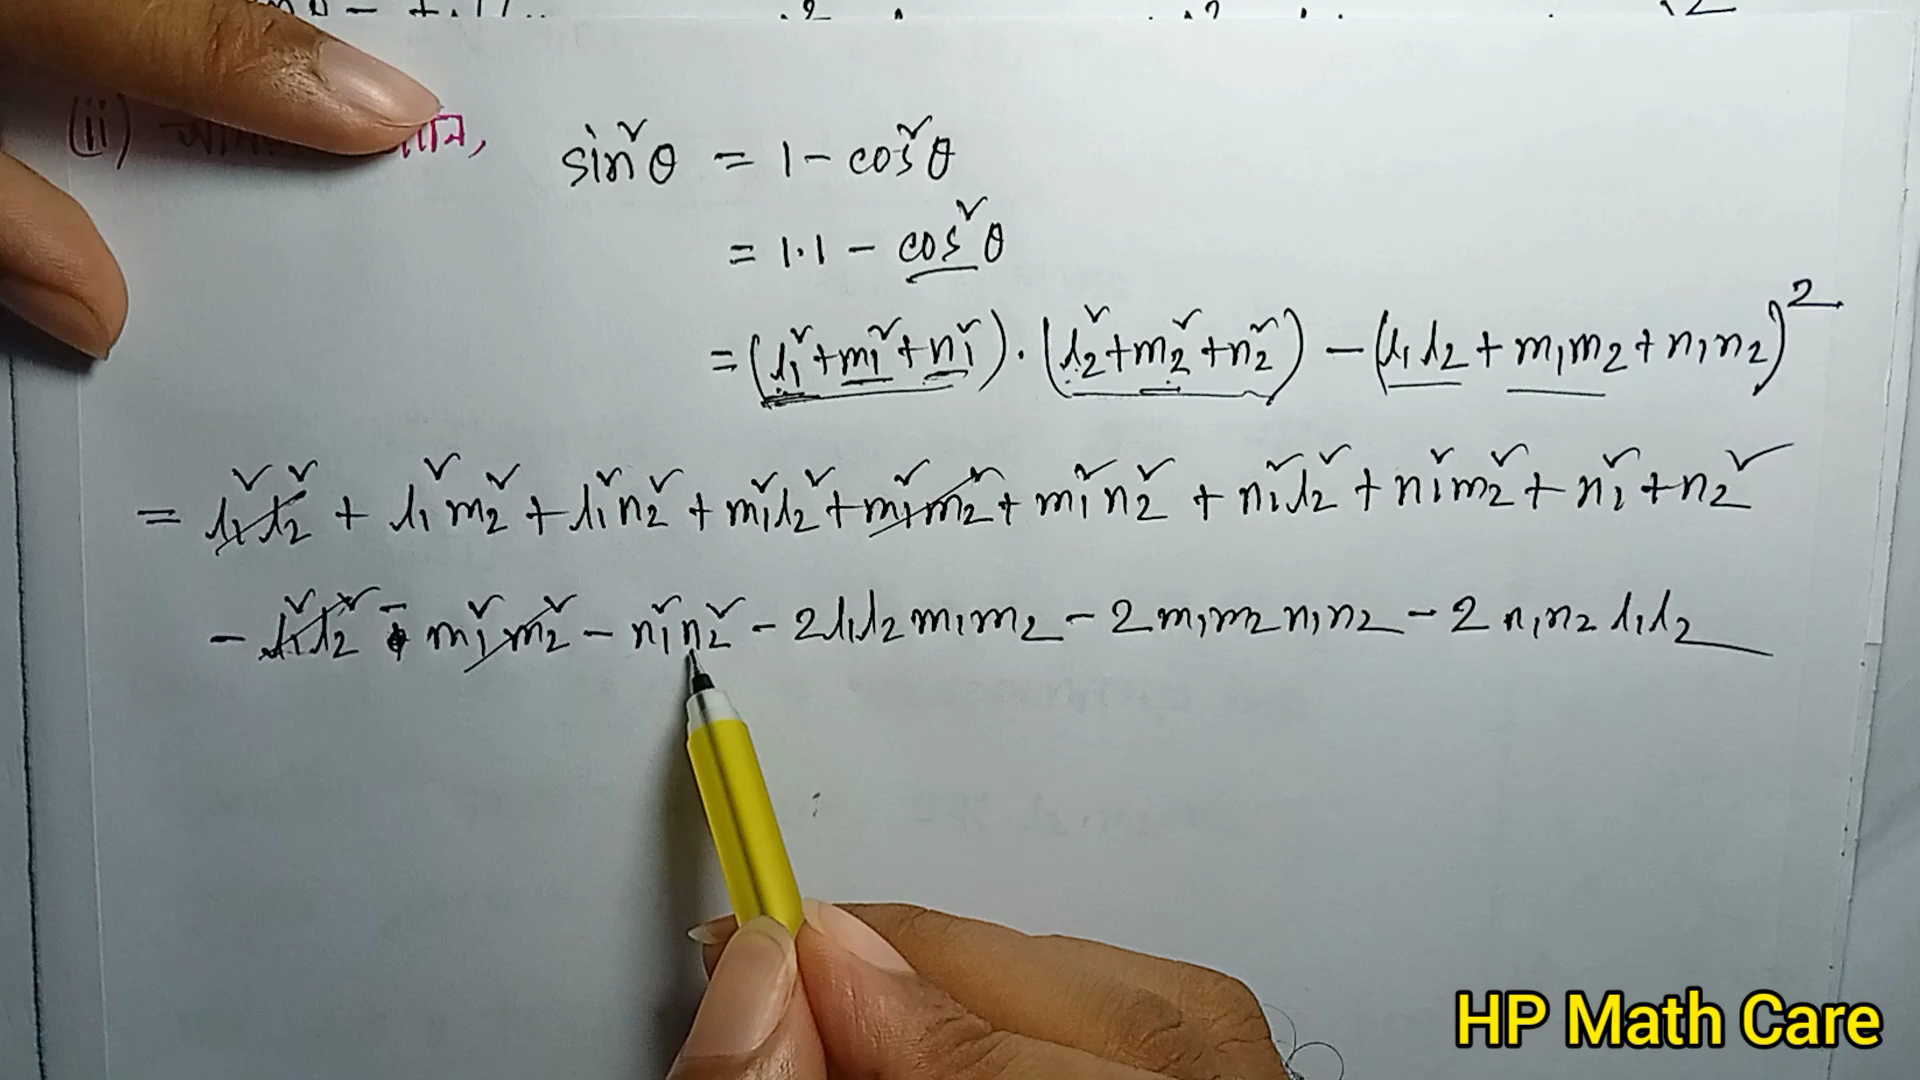 (ii)
sin²θ = 1 - cos²θ
= 1.1 - cos²θ
= (l₁² + m₁² + n₁²) . (l₂² + m₂² + n₂²) - (l₁l₂ + m₁m₂ + n₁n₂)²
= l₁²l₂² + l₁²m₂² + l₁²n₂² + m₁²l₂² + m₁²m₂² + m₁²n₂² + n₁²l₂² + n₁²m₂² + n₁² + n₂²
- l₁²l₂² - m₁²m₂² - n₁²n₂² - 2l₁l₂m₁m₂ - 2m₁m₂n₁n₂ - 2n₁n₂l₁l₂
HP Math Care